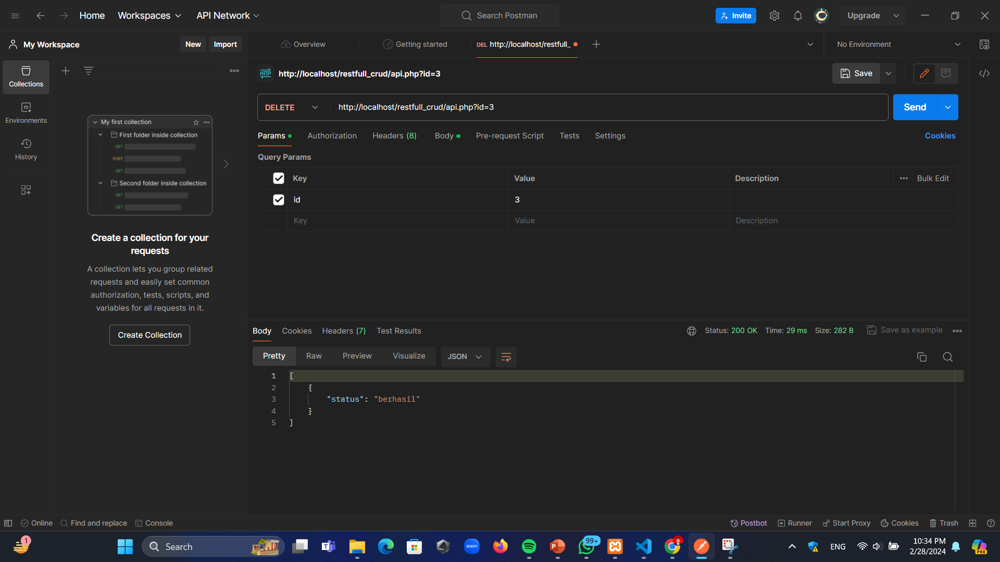 Home
Workspaces
API Network
Search Postman
Invite
Upgrade
My Workspace
New
Import
Overview
Getting started
DEL http://localhost/restfull_
No Environment
Collections
Environments
History
HTTP
http://localhost/restfull_crud/api.php?id=3
Save
DELETE
http://localhost/restfull_crud/api.php?id=3
Send
Params
Authorization
Headers (8)
Body
Pre-request Script
Tests
Settings
Cookies
Query Params
Key
Value
Description
Bulk Edit
id
3
Key
Value
Description
My first collection
First folder inside collection
GET
POST
GET
Second folder inside collection
GET
GET
Create a collection for your
requests
A collection lets you group related
requests and easily set common
authorization, tests, scripts, and
variables for all requests in it.
Create Collection
Body
Cookies
Headers (7)
Test Results
Status: 200 OK
Time: 29 ms
Size: 282 B
Save as example
Pretty
Raw
Preview
Visualize
JSON
1 [
2 {
3 "status": "berhasil"
4 }
5 ]
Online
Find and replace
Console
Postbot
Runner
Start Proxy
Cookies
Trash
1
Search
zoom
99+
ENG
10:34 PM
2/28/2024
PRE